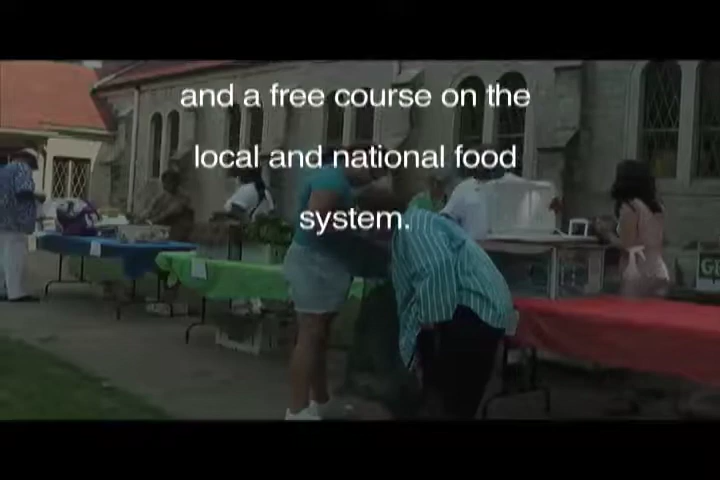 and a free course on the
local and national food
system.